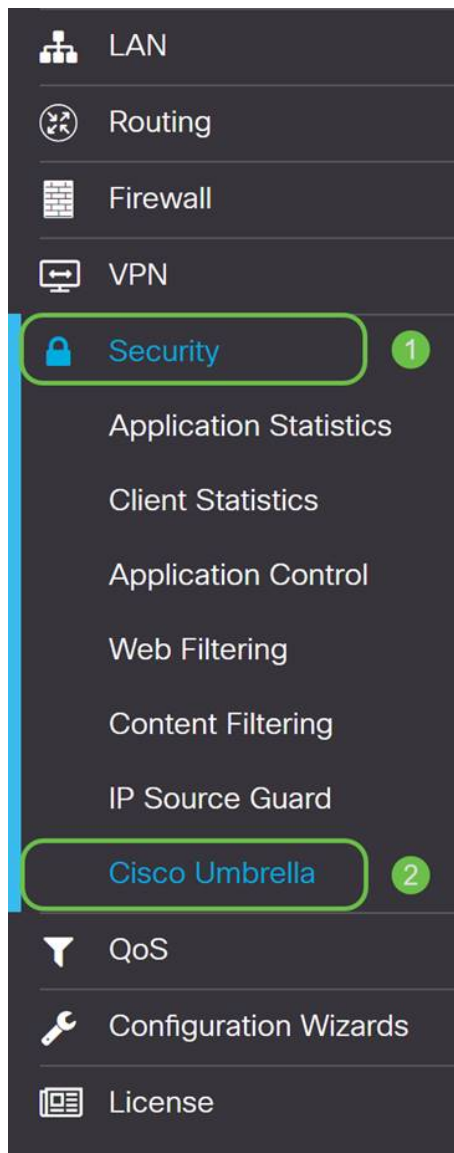 LAN
Routing
Firewall
VPN
Security 1
Application Statistics
Client Statistics
Application Control
Web Filtering
Content Filtering
IP Source Guard
Cisco Umbrella 2
QoS
Configuration Wizards
License